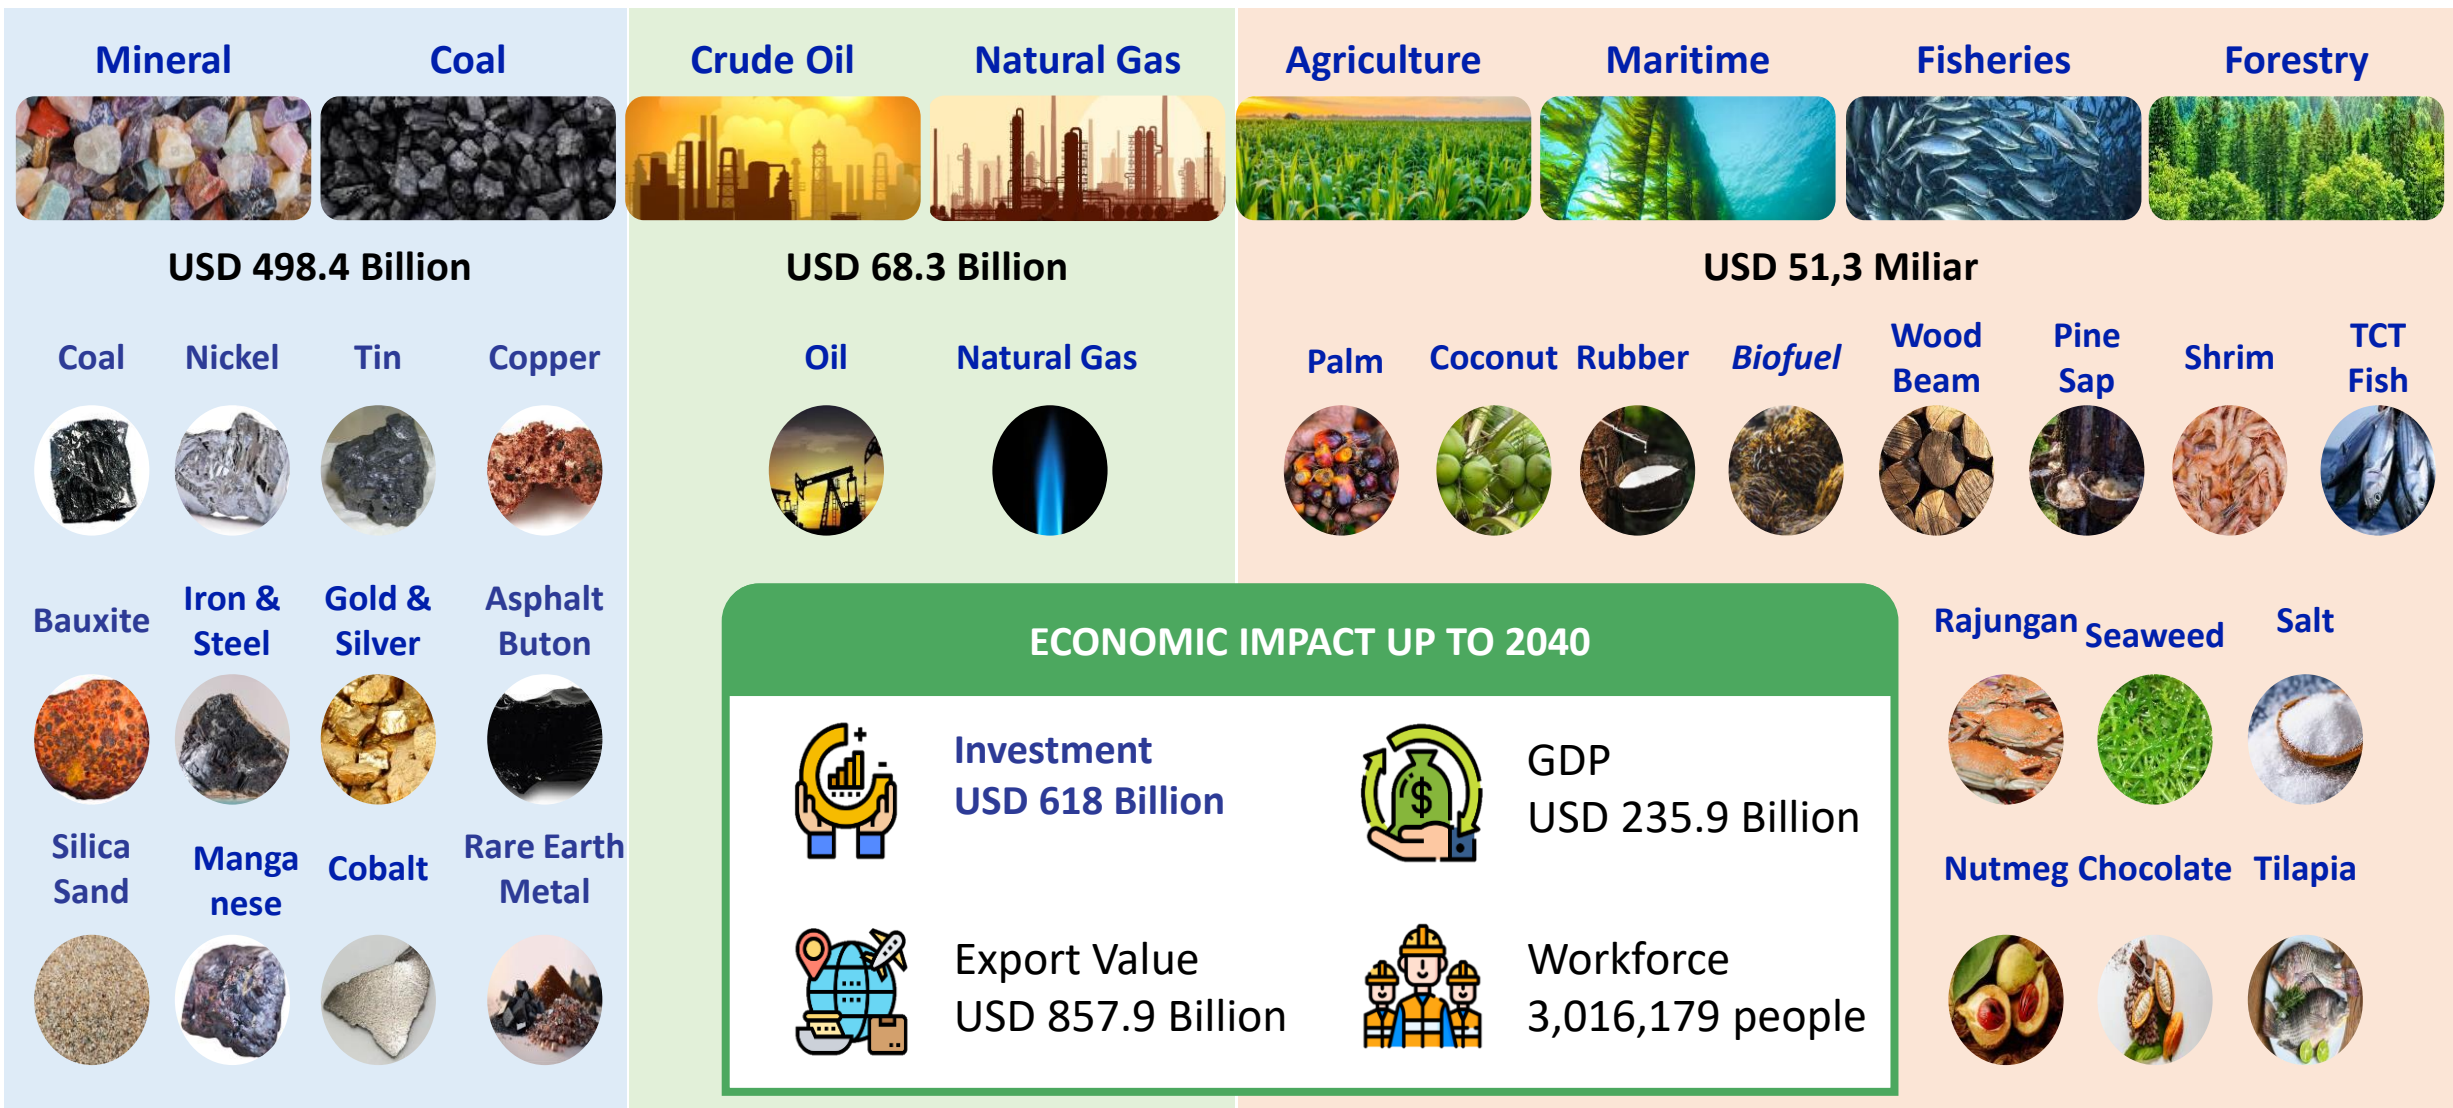 Mineral
Coal
Crude Oil
Natural Gas
Agriculture
Maritime
Fisheries
Forestry
USD 498.4 Billion
USD 68.3 Billion
USD 51,3 Miliar
Coal
Nickel
Tin
Copper
Oil
Natural Gas
Palm
Coconut
Rubber
Biofuel
Wood
Beam
Pine
Sap
Shrim
TCT
Fish
Bauxite
Iron &
Steel
Gold &
Silver
Asphalt
Buton
Rajungan
Seaweed
Salt
Silica
Sand
Manga
nese
Cobalt
Rare Earth
Metal
Nutmeg
Chocolate
Tilapia
ECONOMIC IMPACT UP TO 2040
Investment
USD 618 Billion
GDP
USD 235.9 Billion
Export Value
USD 857.9 Billion
Workforce
3,016,179 people